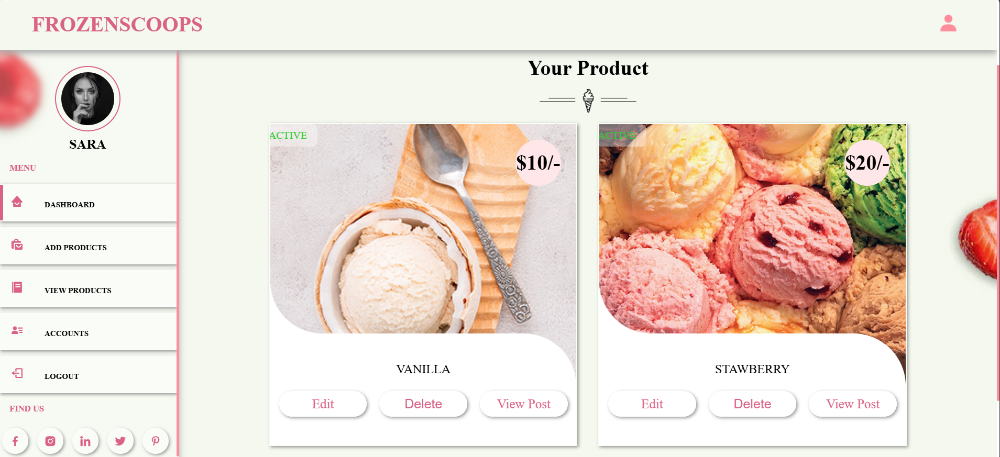 FROZENSCOOPS
SARA
MENU
DASHBOARD
ADD PRODUCTS
VIEW PRODUCTS
ACCOUNTS
LOGOUT
FIND US
Your Product
ACTIVE
$10/-
VANILLA
Edit Delete View Post
ACTIVE
$20/-
STAWBERRY
Edit Delete View Post